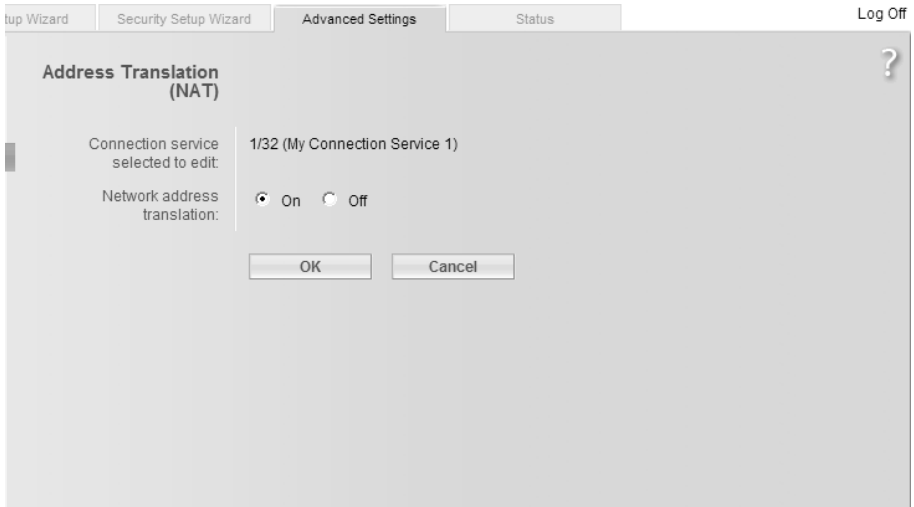 tup Wizard
Security Setup Wizard
Advanced Settings
Status
Log Off
?
Address Translation
(NAT)
Connection service
selected to edit:
1/32 (My Connection Service 1)
Network address
translation:
On
Off
OK
Cancel